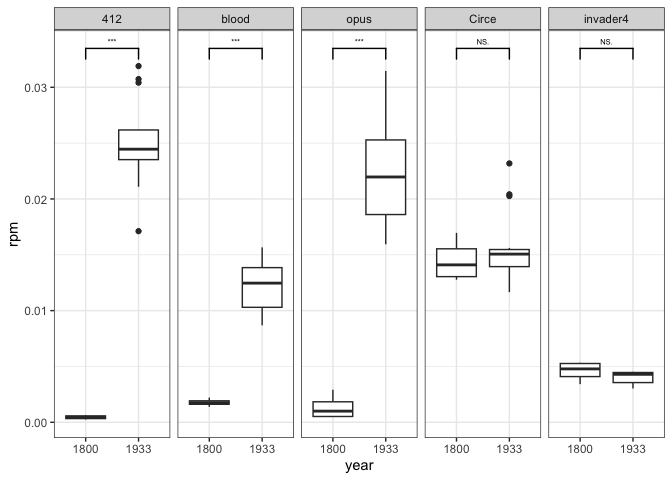 412 blood opus Circe invader4
*** *** *** NS. NS.
0.03
0.02
0.01
0.00
rpm
1800 1933 1800 1933 1800 1933 1800 1933 1800 1933
year